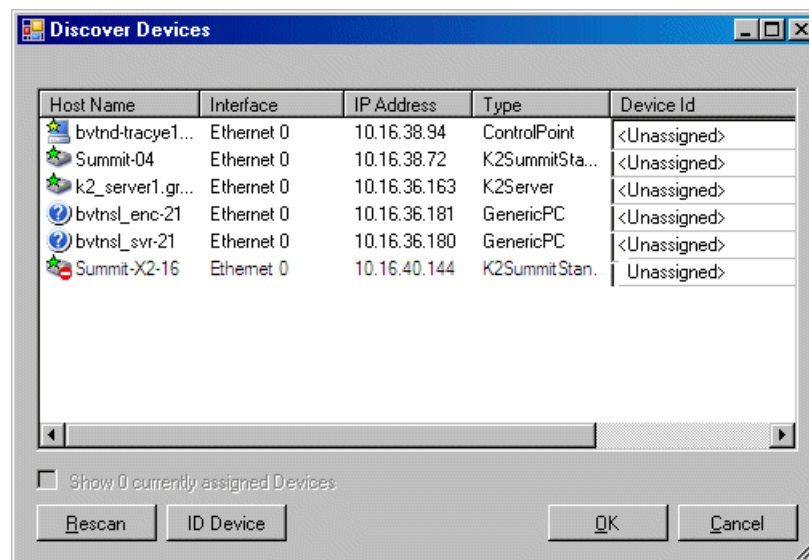 Discover Devices
Host Name Interface IP Address Type Device Id
bvtnd-tracye1... Ethernet 0 10.16.38.94 ControlPoint <Unassigned>
Summit-04 Ethernet 0 10.16.38.72 K2SummitSta... <Unassigned>
k2_server1.gr... Ethernet 0 10.16.36.163 K2Server <Unassigned>
bvtnsl_enc-21 Ethernet 0 10.16.36.181 GenericPC <Unassigned>
bvtnsl_svr-21 Ethernet 0 10.16.36.180 GenericPC <Unassigned>
Summit-X2-16 Ethernet 0 10.16.40.144 K2SummitStan. Unassigned>
Show 0 currently assigned Devices
Rescan ID Device OK Cancel